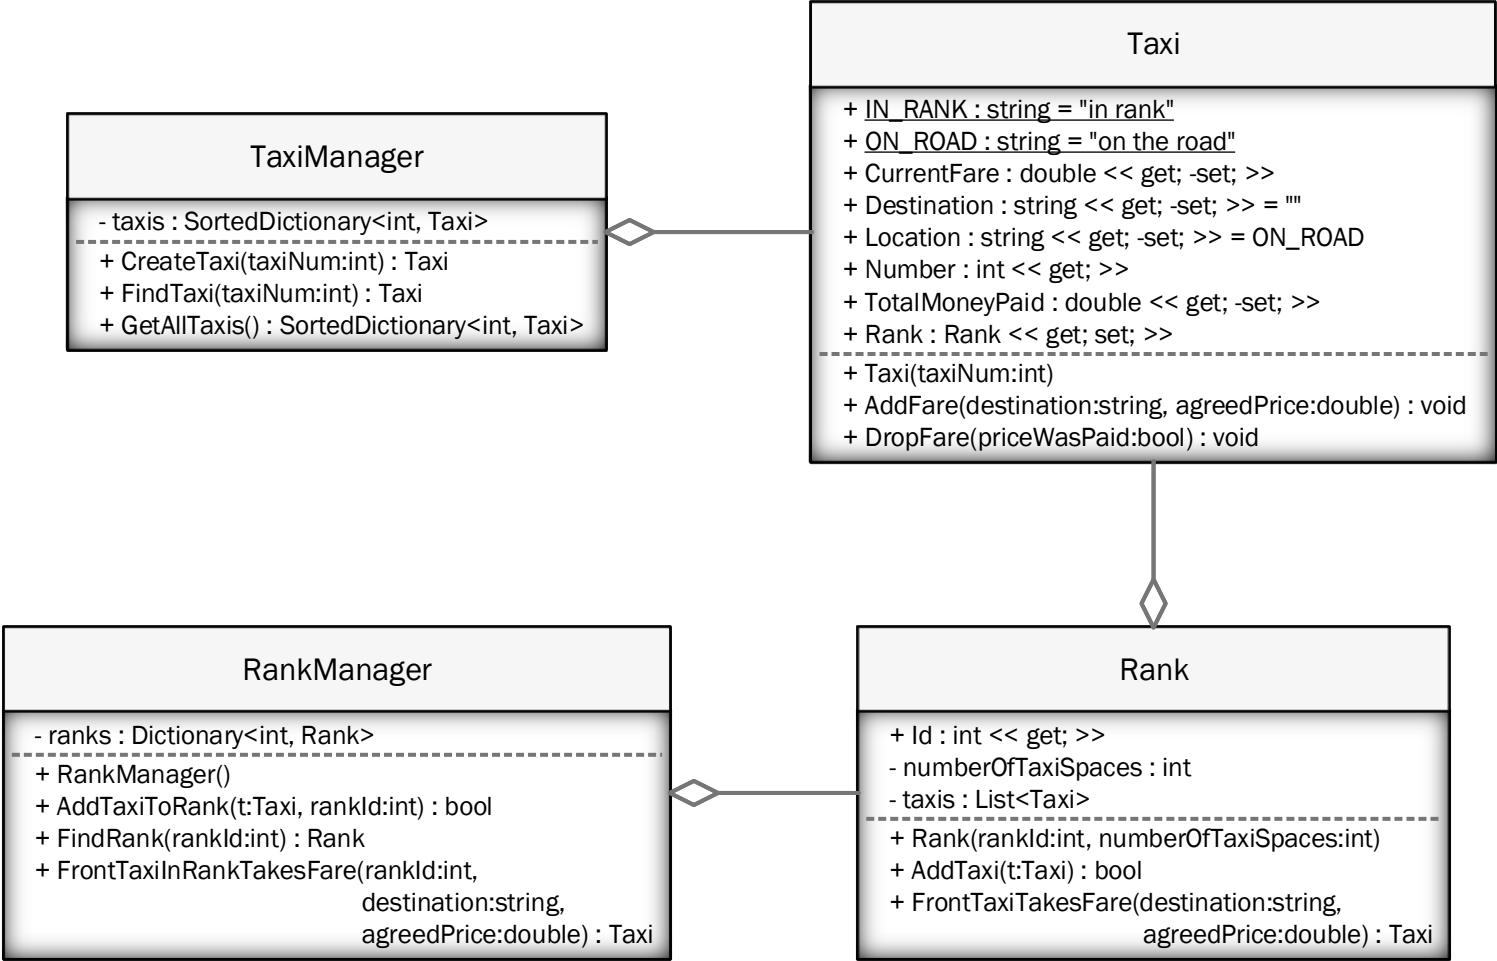 Taxi
+ IN_RANK : string = "in rank"
+ ON_ROAD : string = "on the road"
+ CurrentFare : double << get; -set; >>
+ Destination : string << get; -set; >> = ""
+ Location : string << get; -set; >> = ON_ROAD
+ Number : int << get; >>
+ TotalMoneyPaid : double << get; -set; >>
+ Rank : Rank << get; set; >>
+ Taxi(taxiNum:int)
+ AddFare(destination:string, agreedPrice:double) : void
+ DropFare(priceWasPaid:bool) : void
TaxiManager
- taxis : SortedDictionary<int, Taxi>
+ CreateTaxi(taxiNum:int) : Taxi
+ FindTaxi(taxiNum:int) : Taxi
+ GetAllTaxis() : SortedDictionary<int, Taxi>
RankManager
- ranks : Dictionary<int, Rank>
+ RankManager()
+ AddTaxiToRank(t:Taxi, rankId:int) : bool
+ FindRank(rankId:int) : Rank
+ FrontTaxiInRankTakesFare(rankId:int,
destination:string,
agreedPrice:double) : Taxi
Rank
+ Id : int << get; >>
- numberOfTaxiSpaces : int
- taxis : List<Taxi>
+ Rank(rankId:int, numberOfTaxiSpaces:int)
+ AddTaxi(t:Taxi) : bool
+ FrontTaxiTakesFare(destination:string,
agreedPrice:double) : Taxi